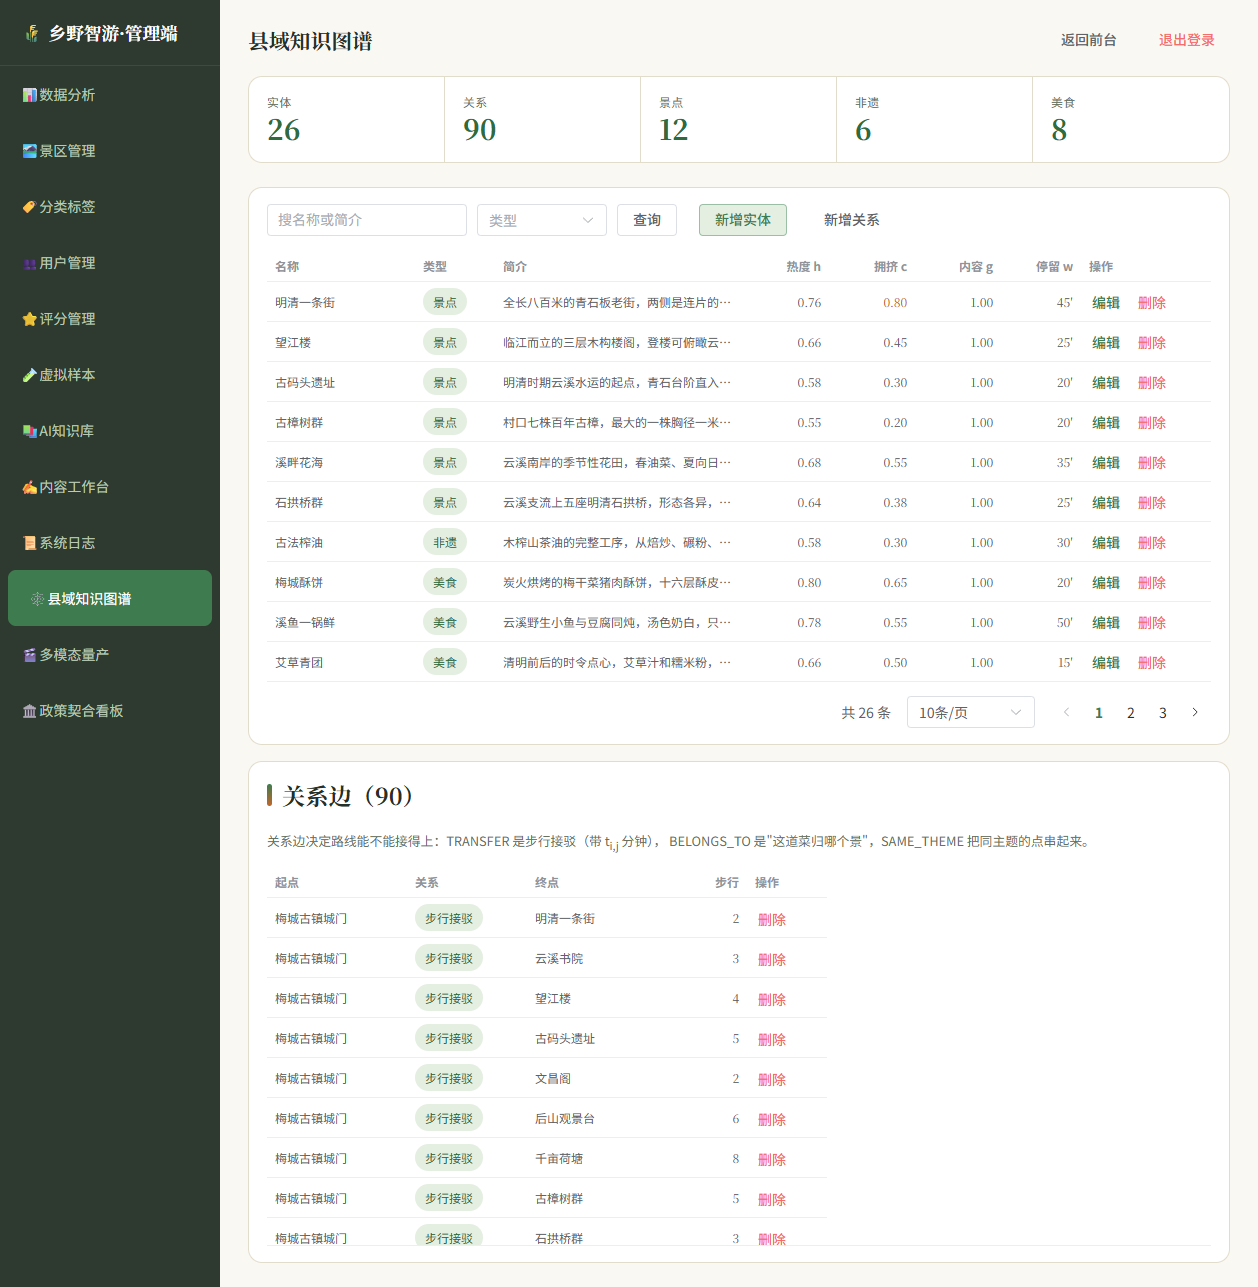 乡野智游·管理端
数据分析
景区管理
分类标签
用户管理
评分管理
虚拟样本
AI知识库
内容工作台
系统日志
县域知识图谱
多模态量产
政策契合看板
县域知识图谱 返回前台 退出登录
实体 关系 景点 非遗 美食
26 90 12 6 8
搜名称或简介 类型 查询 新增实体 新增关系
名称 类型 简介 热度 h 拥挤 c 内容 g 停留 w 操作
明清一条街 景点 全长八百米的青石板老街，两侧是连片的… 0.76 0.80 1.00 45' 编辑 删除
望江楼 景点 临江而立的三层木构楼阁，登楼可俯瞰云… 0.66 0.45 1.00 25' 编辑 删除
古码头遗址 景点 明清时期云溪水运的起点，青石台阶直入… 0.58 0.30 1.00 20' 编辑 删除
古樟树群 景点 村口七株百年古樟，最大的一株胸径一米… 0.55 0.20 1.00 20' 编辑 删除
溪畔花海 景点 云溪南岸的季节性花田，春油菜、夏向日… 0.68 0.55 1.00 35' 编辑 删除
石拱桥群 景点 云溪支流上五座明清石拱桥，形态各异，… 0.64 0.38 1.00 25' 编辑 删除
古法榨油 非遗 木榨山茶油的完整工序，从焙炒、碾粉、… 0.58 0.30 1.00 30' 编辑 删除
梅城酥饼 美食 炭火烘烤的梅干菜猪肉酥饼，十六层酥皮… 0.80 0.65 1.00 20' 编辑 删除
溪鱼一锅鲜 美食 云溪野生小鱼与豆腐同炖，汤色奶白，只… 0.78 0.55 1.00 50' 编辑 删除
艾草青团 美食 清明前后的时令点心，艾草汁和糯米粉，… 0.66 0.50 1.00 15' 编辑 删除
共 26 条 10条/页 1 2 3
关系边（90）
关系边决定路线能不能接得上：TRANSFER 是步行接驳（带 ti,j 分钟）， BELONGS_TO 是"这道菜归哪个景"，SAME_THEME 把同主题的点串起来。
起点 关系 终点 步行 操作
梅城古镇城门 步行接驳 明清一条街 2 删除
梅城古镇城门 步行接驳 云溪书院 3 删除
梅城古镇城门 步行接驳 望江楼 4 删除
梅城古镇城门 步行接驳 古码头遗址 5 删除
梅城古镇城门 步行接驳 文昌阁 2 删除
梅城古镇城门 步行接驳 后山观景台 6 删除
梅城古镇城门 步行接驳 千亩荷塘 8 删除
梅城古镇城门 步行接驳 古樟树群 5 删除
梅城古镇城门 步行接驳 石拱桥群 3 删除